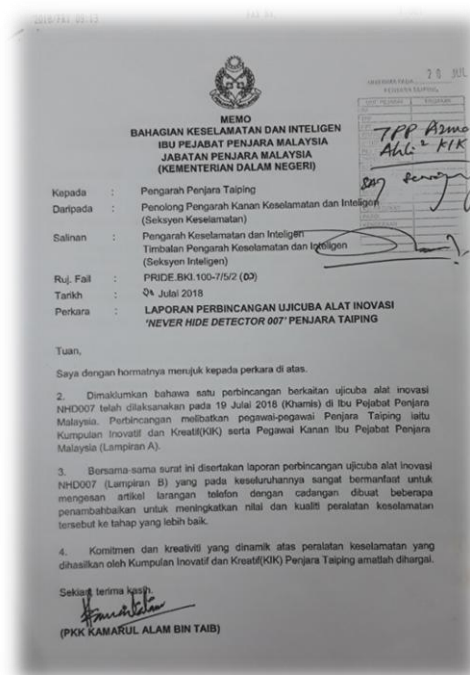 MEMO
BAHAGIAN KESELAMATAN DAN INTELIGEN
IBU PEJABAT PENJARA MALAYSIA
JABATAN PENJARA MALAYSIA
(KEMENTERIAN DALAM NEGERI)
20 JUL
TPP Azmo
Ahli² KIK
Kepada : Pengarah Penjara Taiping
Daripada : Penolong Pengarah Kanan Keselamatan dan Inteligen
(Seksyen Keselamatan)
Salinan : Pengarah Keselamatan dan Inteligen
Timbalan Pengarah Keselamatan dan Inteligen
(Seksyen Inteligen)
Ruj. Fail : PRIDE.BKI.100-7/5/2 ( )
Tarikh : Julai 2018
Perkara : LAPORAN PERBINCANGAN UJICUBA ALAT INOVASI
'NEVER HIDE DETECTOR 007' PENJARA TAIPING
Tuan,
Saya dengan hormatnya merujuk kepada perkara di atas.
2. Dimaklumkan bahawa satu perbincangan berkaitan ujicuba alat inovasi
NHD007 telah dilaksanakan pada 19 Julai 2018 (Khamis) di Ibu Pejabat Penjara
Malaysia. Perbincangan melibatkan pegawai-pegawai Penjara Taiping iaitu
Kumpulan Inovatif dan Kreatif(KIK) serta Pegawai Kanan Ibu Pejabat Penjara
Malaysia (Lampiran A).
3. Bersama-sama surat ini disertakan laporan perbincangan ujicuba alat inovasi
NHD007 (Lampiran B) yang pada keseluruhannya sangat bermanfaat untuk
mengesan artikel larangan telefon dengan cadangan dibuat beberapa
penambahbaikan untuk meningkatkan nilai dan kualiti peralatan keselamatan
tersebut ke tahap yang lebih baik.
4. Komitmen dan kreativiti yang dinamik atas peralatan keselamatan yang
dihasilkan oleh Kumpulan Inovatif dan Kreatif(KIK) Penjara Taiping amatlah dihargai.
Sekian, terima kasih.
(PKK KAMARUL ALAM BIN TAIB)